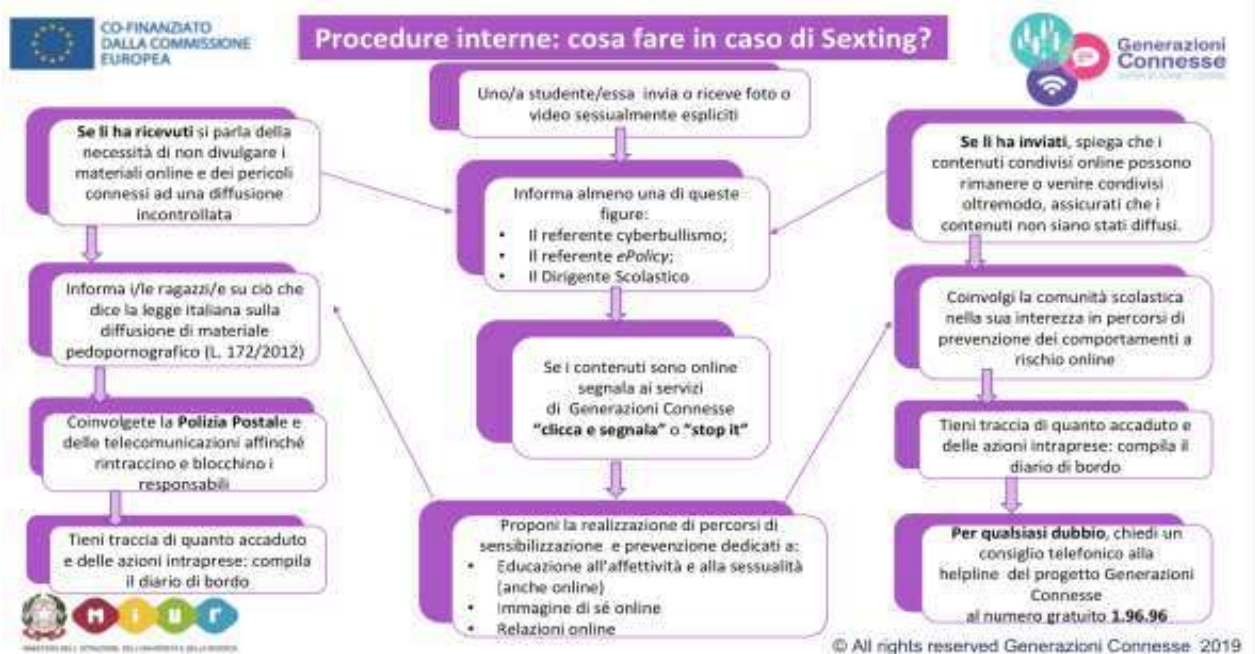 CO-FINANZIATO
DALLA COMMISSIONE
EUROPEA
Procedure interne: cosa fare in caso di Sexting?
Generazioni
Connesse
Uno/a studente/essa invia o riceve foto o
video sessualmente espliciti
Se li ha ricevuti si parla della
necessità di non divulgare i
materiali online e dei pericoli
connessi ad una diffusione
incontrollata
Informa i/le ragazzi/e su ciò che
dice la legge italiana sulla
diffusione di materiale
pedopornografico (L. 172/2012)
Coinvolgete la Polizia Postale e
delle telecomunicazioni affinché
rintraccino e blocchino i
responsabili
Tieni traccia di quanto accaduto
e delle azioni intraprese: compila
il diario di bordo
Informa almeno una di queste
figure:
• Il referente cyberbullismo;
• Il referente ePolicy;
• Il Dirigente Scolastico
Se i contenuti sono online
segnala ai servizi
di Generazioni Connesse
"clicca e segnala" o "stop it"
Proponi la realizzazione di percorsi di
sensibilizzazione e prevenzione dedicati a:
• Educazione all'affettività e alla sessualità
(anche online)
• Immagine di sé online
• Relazioni online
Se li ha inviati, spiega che i
contenuti condivisi online possono
rimanere o venire condivisi
oltremodo, assicurati che i
contenuti non siano stati diffusi.
Coinvolgi la comunità scolastica
nella sua interezza in percorsi di
prevenzione dei comportamenti a
rischio online
Tieni traccia di quanto accaduto e
delle azioni intraprese: compila il
diario di bordo
Per qualsiasi dubbio, chiedi un
consiglio telefonico alla
helpline del progetto Generazioni
Connesse
al numero gratuito 1.96.96
Miur
© All rights reserved Generazioni Connesse 2019